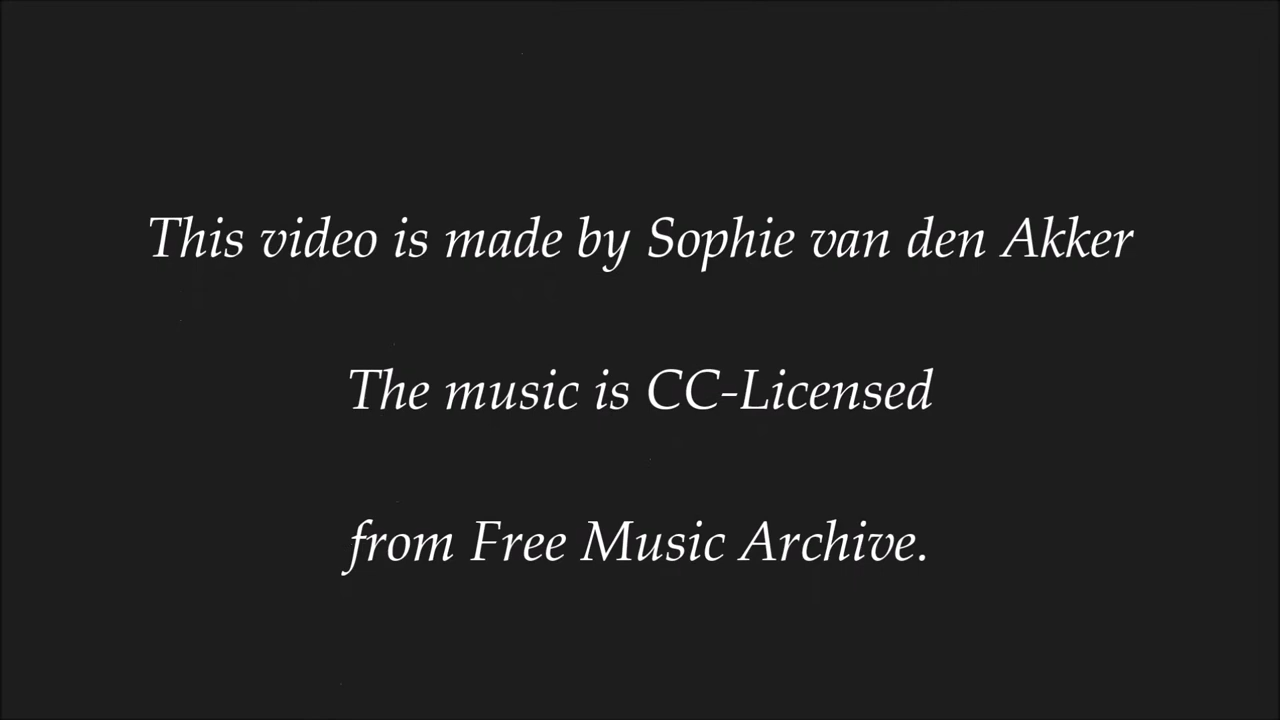 This video is made by Sophie van den Akker
The music is CC-Licensed
from Free Music Archive.